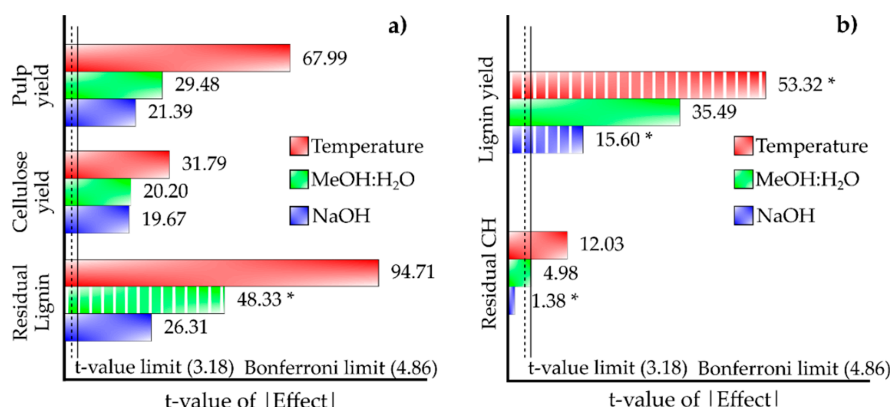 a)
Pulp yield
67.99
29.48
21.39
Cellulose yield
31.79
20.20
19.67
Residual Lignin
94.71
48.33 *
26.31
Temperature
MeOH:H₂O
NaOH
t-value limit (3.18) Bonferroni limit (4.86)
t-value of |Effect|
b)
Lignin yield
53.32 *
35.49
15.60 *
Temperature
MeOH:H₂O
NaOH
Residual CH
12.03
4.98
1.38 *
t-value limit (3.18) Bonferroni limit (4.86)
t-value of |Effect|